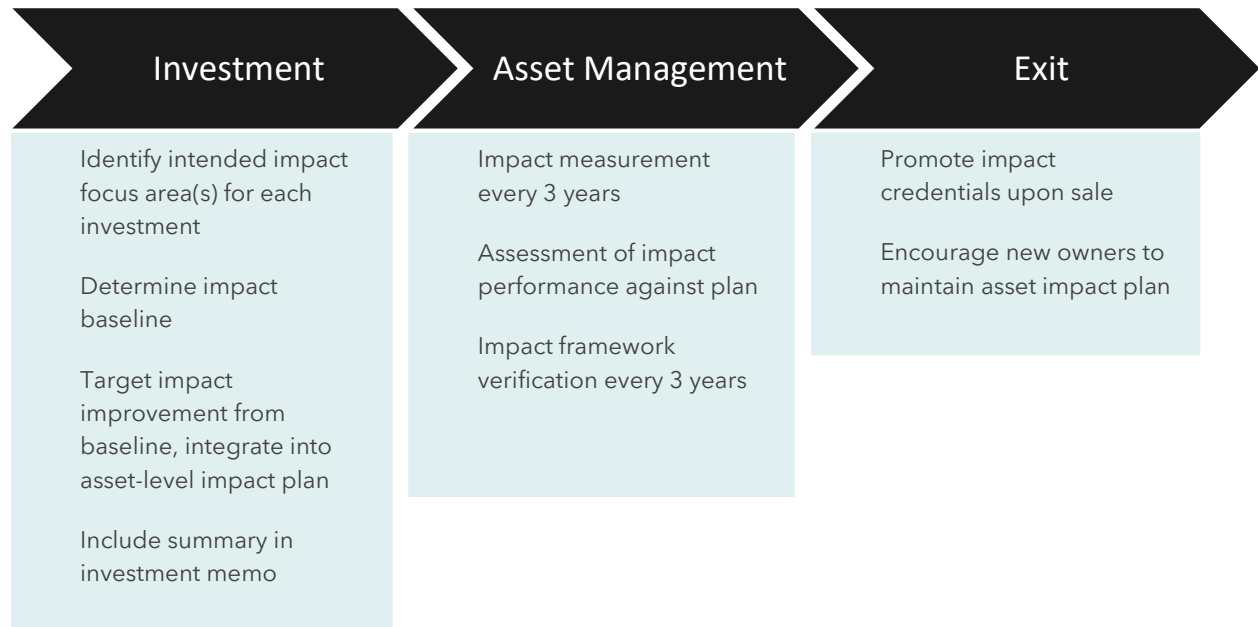 Investment
Identify intended impact
focus area(s) for each
investment
Determine impact
baseline
Target impact
improvement from
baseline, integrate into
asset-level impact plan
Include summary in
investment memo
Asset Management
Impact measurement
every 3 years
Assessment of impact
performance against plan
Impact framework
verification every 3 years
Exit
Promote impact
credentials upon sale
Encourage new owners to
maintain asset impact plan